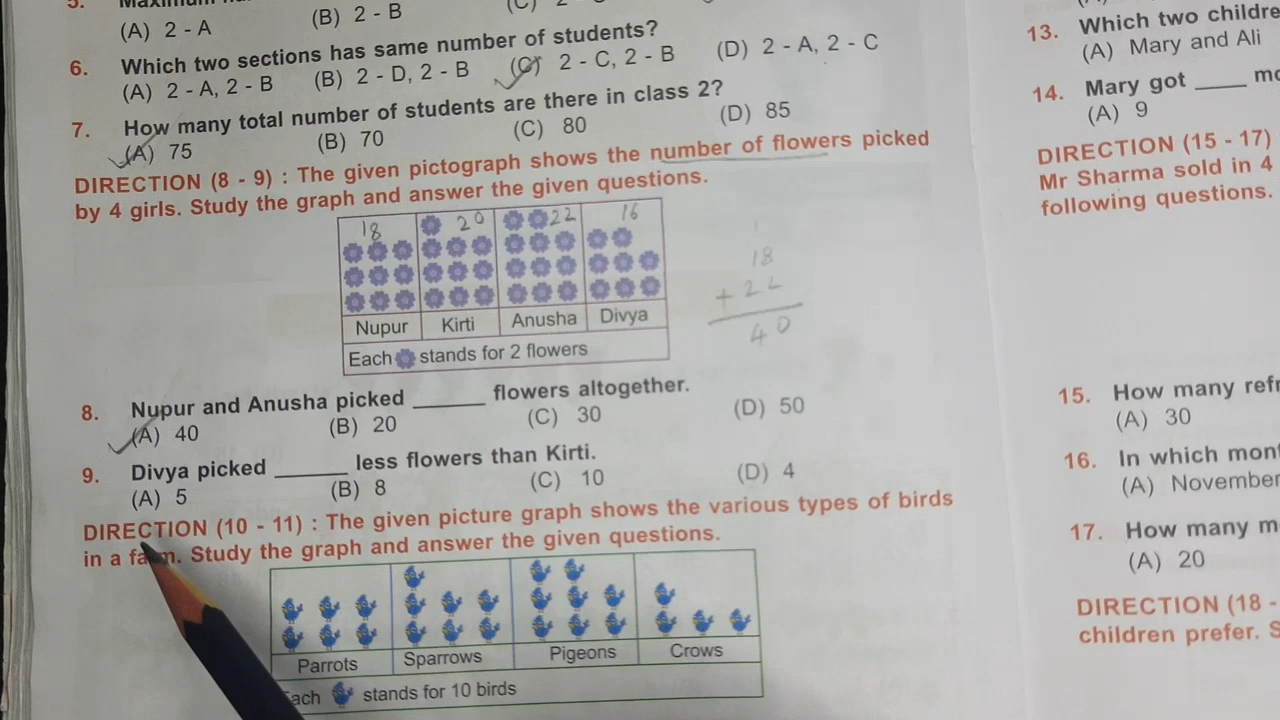 5.
(A) 2 - A
(B) 2 - B
6. Which two sections has same number of students?
(A) 2 - A, 2 - B (B) 2 - D, 2 - B (C) 2 - C, 2 - B (D) 2 - A, 2 - C
7. How many total number of students are there in class 2?
(A) 75 (B) 70 (C) 80 (D) 85
DIRECTION (8 - 9) : The given pictograph shows the number of flowers picked
by 4 girls. Study the graph and answer the given questions.
18 20 22 16
Nupur Kirti Anusha Divya
Each stands for 2 flowers
18
+ 22
40
8. Nupur and Anusha picked ______ flowers altogether.
(A) 40 (B) 20 (C) 30 (D) 50
9. Divya picked ______ less flowers than Kirti.
(A) 5 (B) 8 (C) 10 (D) 4
DIRECTION (10 - 11) : The given picture graph shows the various types of birds
in a farm. Study the graph and answer the given questions.
Parrots Sparrows Pigeons Crows
Each stands for 10 birds
13. Which two
(A) Mary and Ali
14. Mary got ____
(A) 9
DIRECTION (15 - 17)
Mr Sharma sold in 4
following questions.
15. How many
(A) 30
16. In which
(A) November
17. How many
(A) 20
DIRECTION (18 -
children prefer.